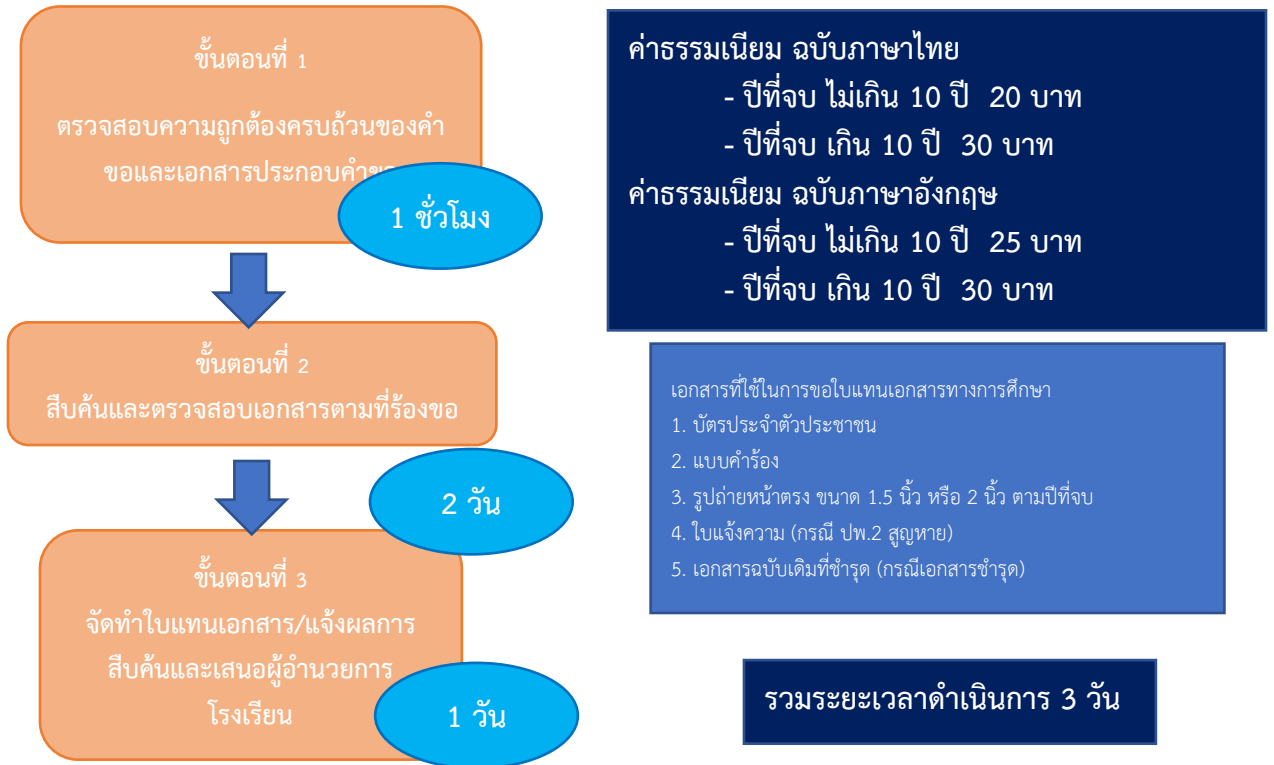 ขั้นตอนที่ 1
ตรวจสอบความถูกต้องครบถ้วนของคำ
ขอและเอกสารประกอบคำขอ
1 ชั่วโมง
ขั้นตอนที่ 2
สืบค้นและตรวจสอบเอกสารตามที่ร้องขอ
2 วัน
ขั้นตอนที่ 3
จัดทำใบแทนเอกสาร/แจ้งผลการ
สืบค้นและเสนอผู้อำนวยการ
โรงเรียน
1 วัน
ค่าธรรมเนียม ฉบับภาษาไทย
- ปีที่จบ ไม่เกิน 10 ปี 20 บาท
- ปีที่จบ เกิน 10 ปี 30 บาท
ค่าธรรมเนียม ฉบับภาษาอังกฤษ
- ปีที่จบ ไม่เกิน 10 ปี 25 บาท
- ปีที่จบ เกิน 10 ปี 30 บาท
เอกสารที่ใช้ในการขอใบแทนเอกสารทางการศึกษา
1. บัตรประจำตัวประชาชน
2. แบบคำร้อง
3. รูปถ่ายหน้าตรง ขนาด 1.5 นิ้ว หรือ 2 นิ้ว ตามปีที่จบ
4. ใบแจ้งความ (กรณี ปพ.2 สูญหาย)
5. เอกสารฉบับเดิมที่ชำรุด (กรณีเอกสารชำรุด)
รวมระยะเวลาดำเนินการ 3 วัน